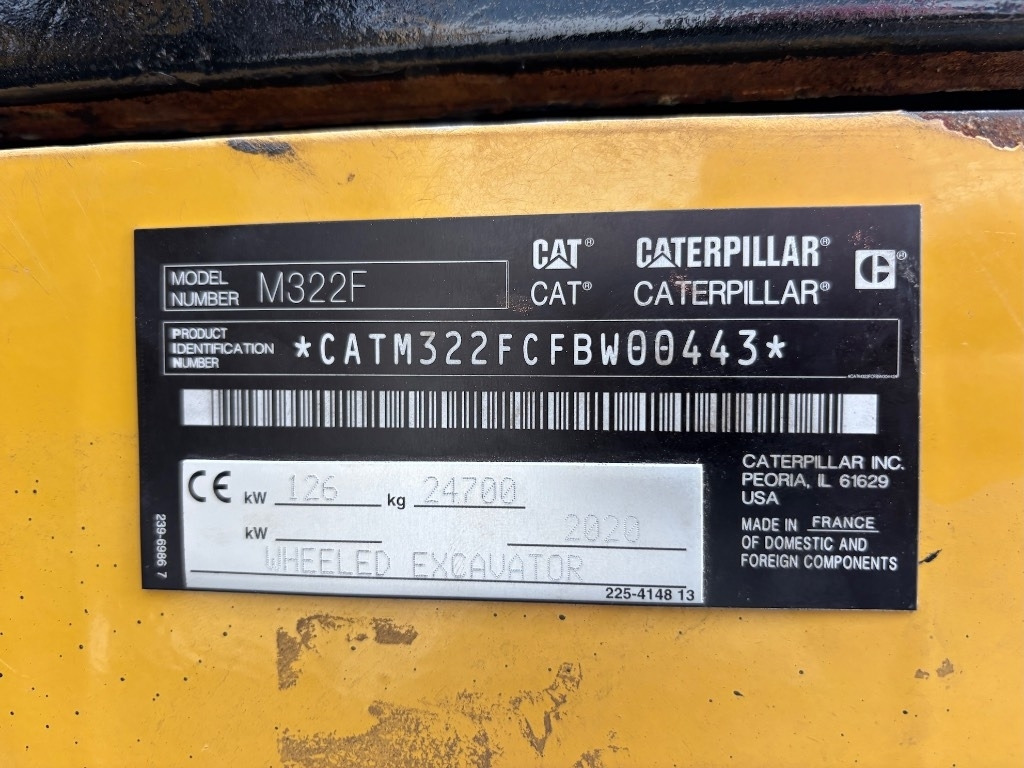 CAT® CATERPILLAR®
MODEL NUMBER M322F
CAT® CATERPILLAR®
PRODUCT IDENTIFICATION NUMBER *CATM322FCFBW00443*
CE kW 126 kg 24700
kW 2020
WHEELED EXCAVATOR
225-4148 13
239-6996 7
CATERPILLAR INC.
PEORIA, IL 61629
USA
MADE IN FRANCE
OF DOMESTIC AND
FOREIGN COMPONENTS